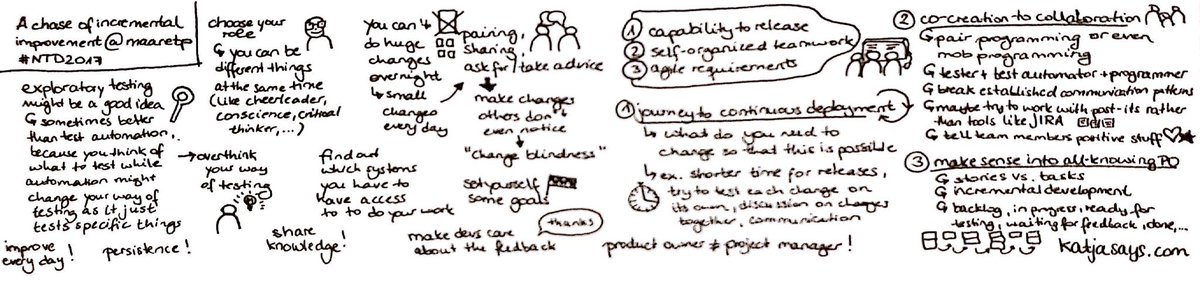 A chase of incremental
improvement @maaretp
#NTD2017
exploratory testing
might be a good idea
↳ sometimes better
than test automation,
because you think of
what to test while
automation might
change your way of
testing as it just
tests specific things
improve
every day!
persistence!
choose your
role
↳ you can be
different things
at the same time
(like cheerleader,
conscience, critical
thinker, ...)
→ overthink
your way
of testing
share
knowledge!
find out
which systems
you have to
have access
to to do your work
you can
do huge
changes
overnight
↳ small
changes
every day
pairing,
sharing,
ask for / take advice
make changes
others don't
even notice
"change blindness"
set yourself
some goals
make devs care
about the feedback
thanks
① capability to release
② self-organized teamwork
③ agile requirements
① journey to continuous deployment
↳ what do you need to
change so that this is possible
↳ ex. shorter time for releases,
try to test each change on
its own, discussion on changes
together, communication
product owner ≠ project manager!
② co-creation to collaboration
↳ pair programming or even
mob programming
↳ tester + test automator + programmer
↳ break established communication patterns
↳ maybe try to work with post-its rather
than tools like JIRA
↳ tell team members positive stuff
③ make sense into all-knowing PO
↳ stories vs. tasks
↳ incremental development
↳ backlog, in progress, ready for
testing, waiting for feedback, done, ...
katjasays.com